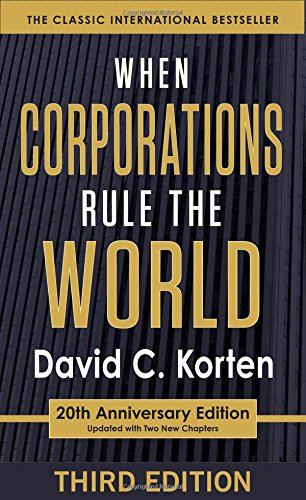 THE CLASSIC INTERNATIONAL BESTSELLER
WHEN
CORPORATIONS
RULE THE
WORLD
David C. Korten
20th Anniversary Edition
Updated with Two New Chapters
THIRD EDITION